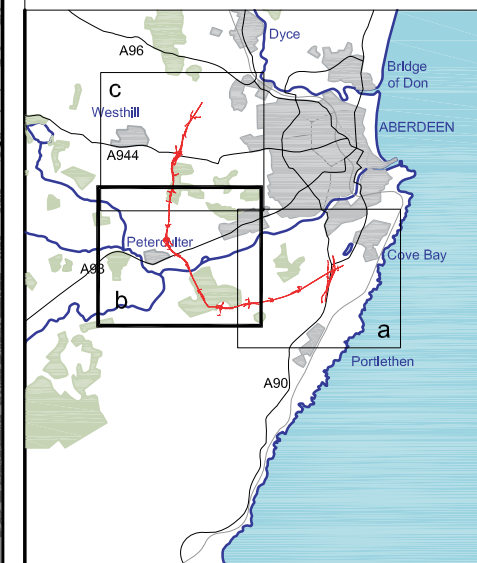 Dyce
A96
Bridge
of Don
c
Westhill
ABERDEEN
A944
Peterculter
Cove Bay
A93
b
a
Portlethen
A90